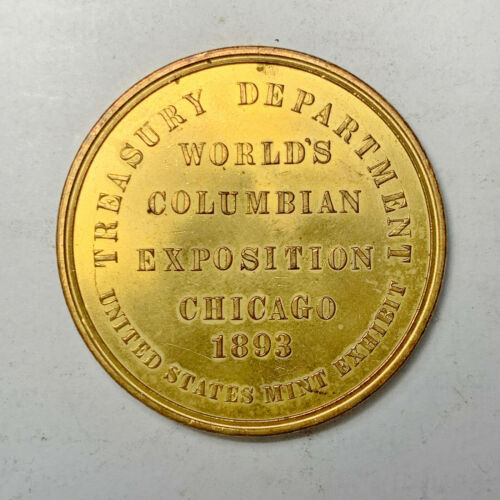 TREASURY DEPARTMENT
WORLD'S
COLUMBIAN
EXPOSITION
CHICAGO
1893
UNITED STATES MINT EXHIBIT